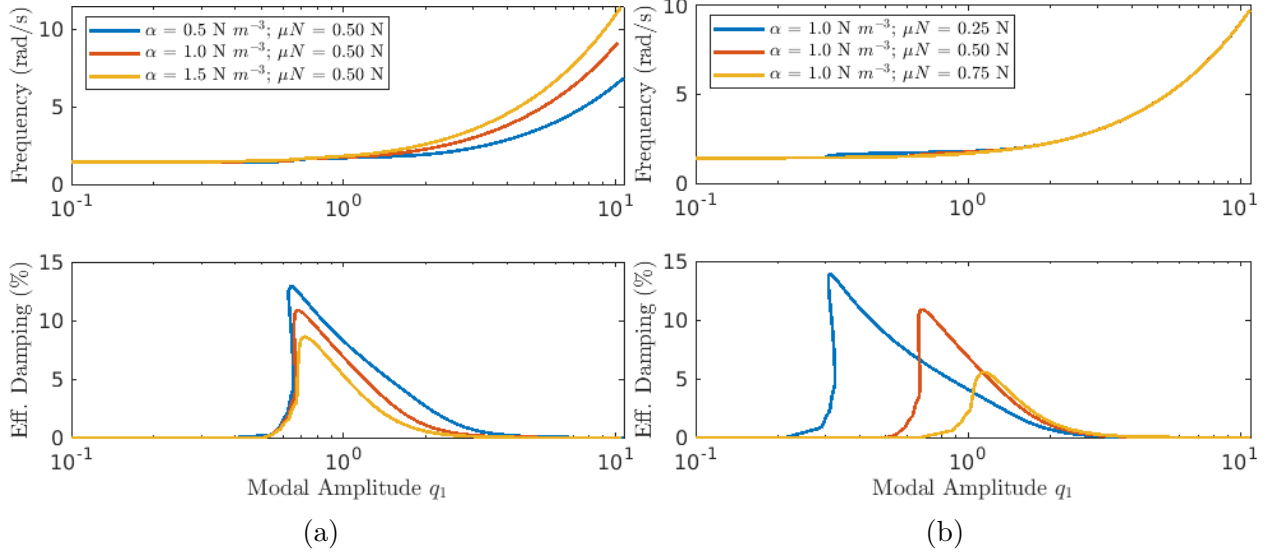 Frequency (rad/s)
10
5
0
α = 0.5 N m⁻³; μN = 0.50 N
α = 1.0 N m⁻³; μN = 0.50 N
α = 1.5 N m⁻³; μN = 0.50 N
10⁻¹ 10⁰ 10¹
Eff. Damping (%)
15
10
5
0
10⁻¹ 10⁰ 10¹
Modal Amplitude q₁
(a)
Frequency (rad/s)
10
5
0
α = 1.0 N m⁻³; μN = 0.25 N
α = 1.0 N m⁻³; μN = 0.50 N
α = 1.0 N m⁻³; μN = 0.75 N
10⁻¹ 10⁰ 10¹
Eff. Damping (%)
15
10
5
0
10⁻¹ 10⁰ 10¹
Modal Amplitude q₁
(b)